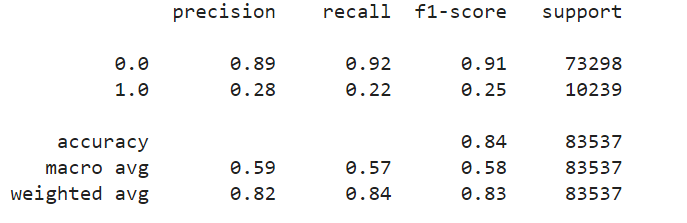 precision recall f1-score support
0.0 0.89 0.92 0.91 73298
1.0 0.28 0.22 0.25 10239
accuracy 0.84 83537
macro avg 0.59 0.57 0.58 83537
weighted avg 0.82 0.84 0.83 83537